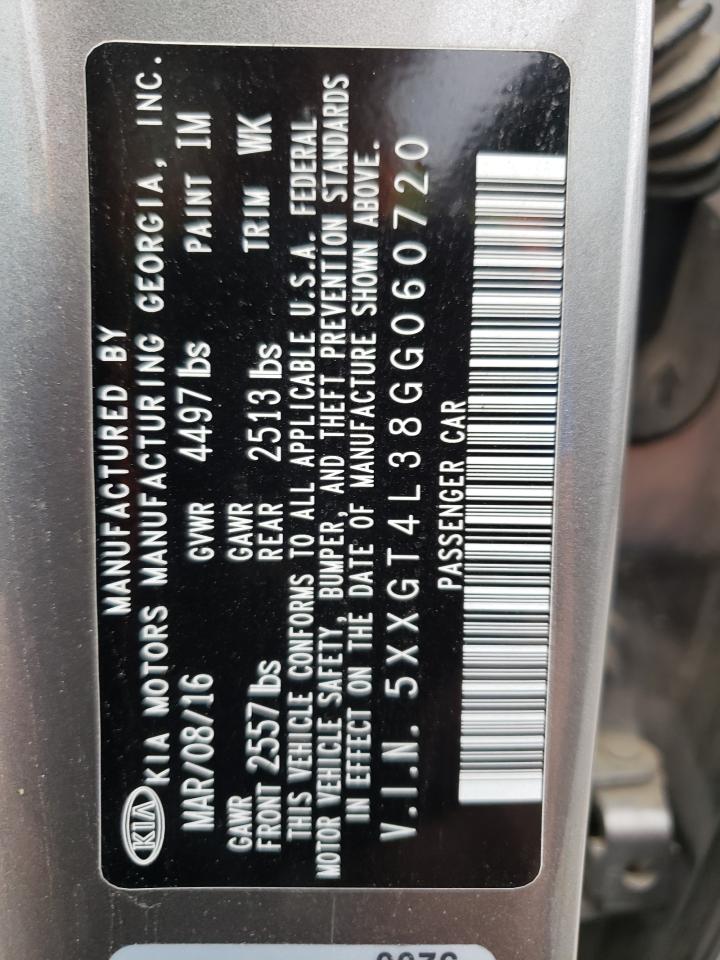 MANUFACTURED BY
KIA KIA MOTORS MANUFACTURING GEORGIA, INC.
MAR/08/16 GVWR 4497 lbs PAINT IM
GAWR FRONT 2557 lbs GAWR REAR 2513 lbs TRIM WK
THIS VEHICLE CONFORMS TO ALL APPLICABLE U.S.A. FEDERAL
MOTOR VEHICLE SAFETY, BUMPER, AND THEFT PREVENTION STANDARDS
IN EFFECT ON THE DATE OF MANUFACTURE SHOWN ABOVE.
V.I.N. 5XXGT4L38GG060720
PASSENGER CAR